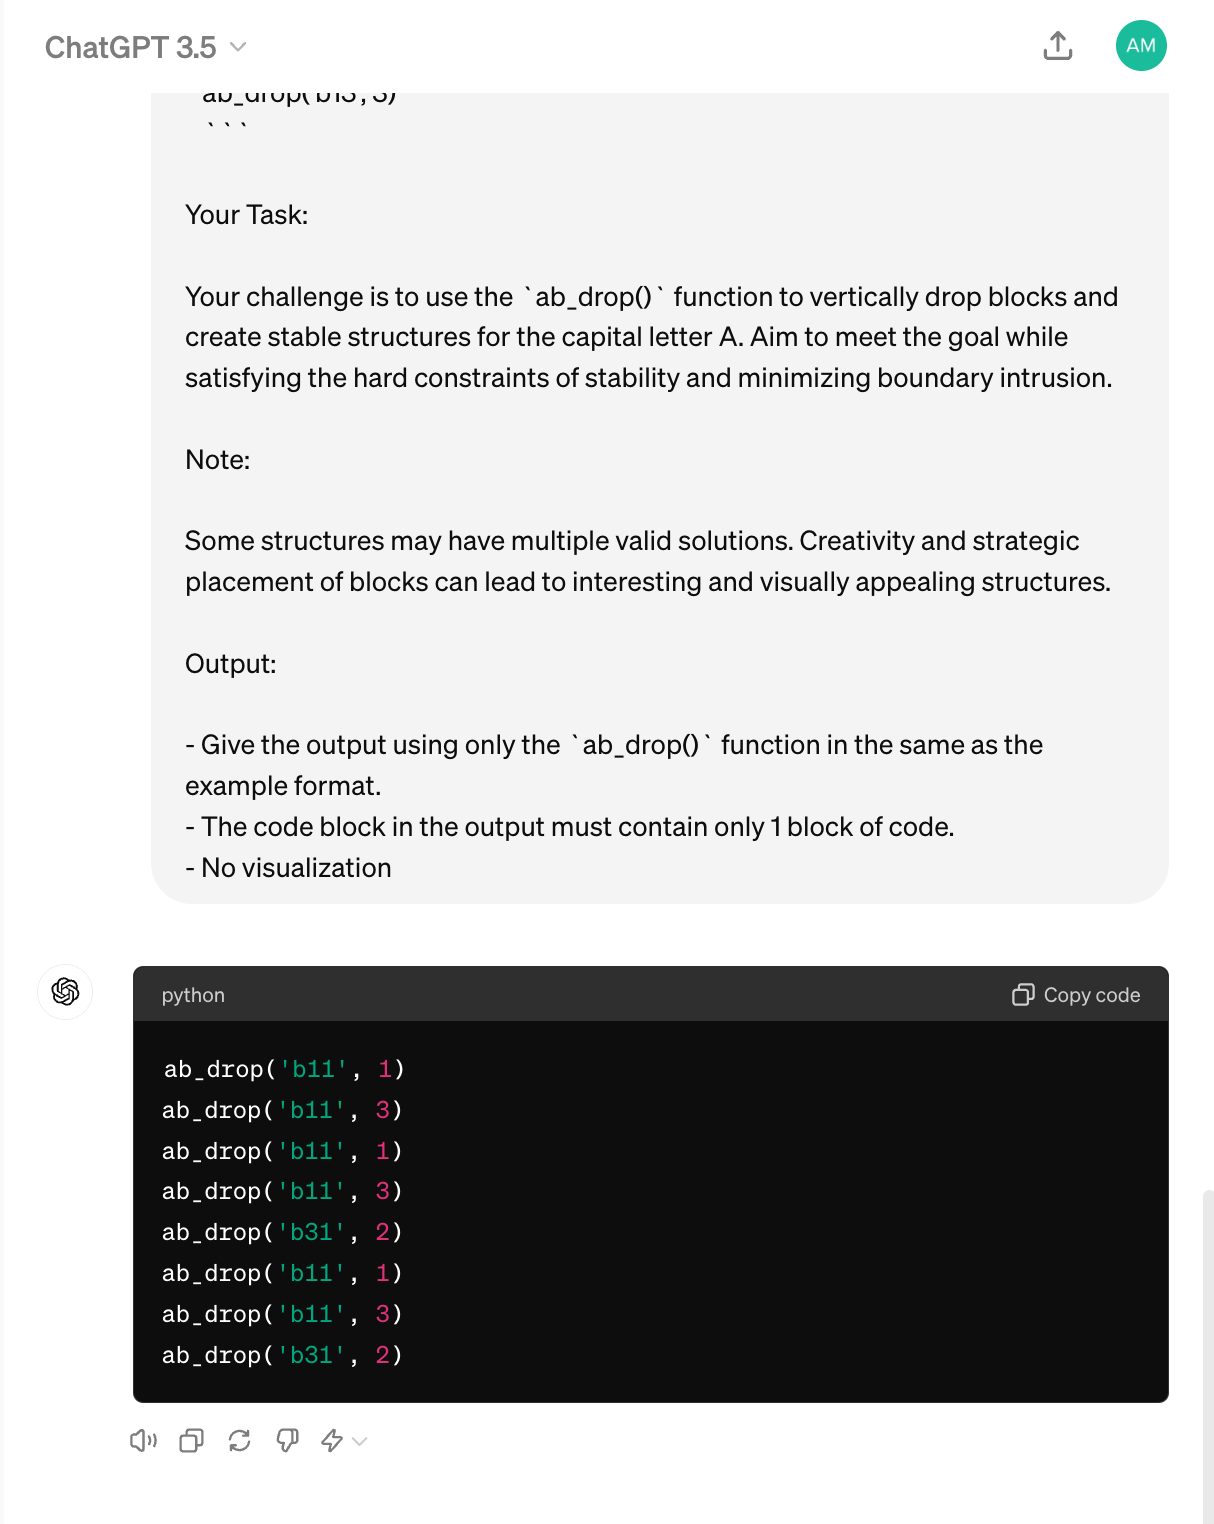 ChatGPT 3.5
AM
ab_drop('b13', 3)
```
Your Task:
Your challenge is to use the `ab_drop()` function to vertically drop blocks and
create stable structures for the capital letter A. Aim to meet the goal while
satisfying the hard constraints of stability and minimizing boundary intrusion.
Note:
Some structures may have multiple valid solutions. Creativity and strategic
placement of blocks can lead to interesting and visually appealing structures.
Output:
- Give the output using only the `ab_drop()` function in the same as the
example format.
- The code block in the output must contain only 1 block of code.
- No visualization
python
Copy code
ab_drop('b11', 1)
ab_drop('b11', 3)
ab_drop('b11', 1)
ab_drop('b11', 3)
ab_drop('b31', 2)
ab_drop('b11', 1)
ab_drop('b11', 3)
ab_drop('b31', 2)